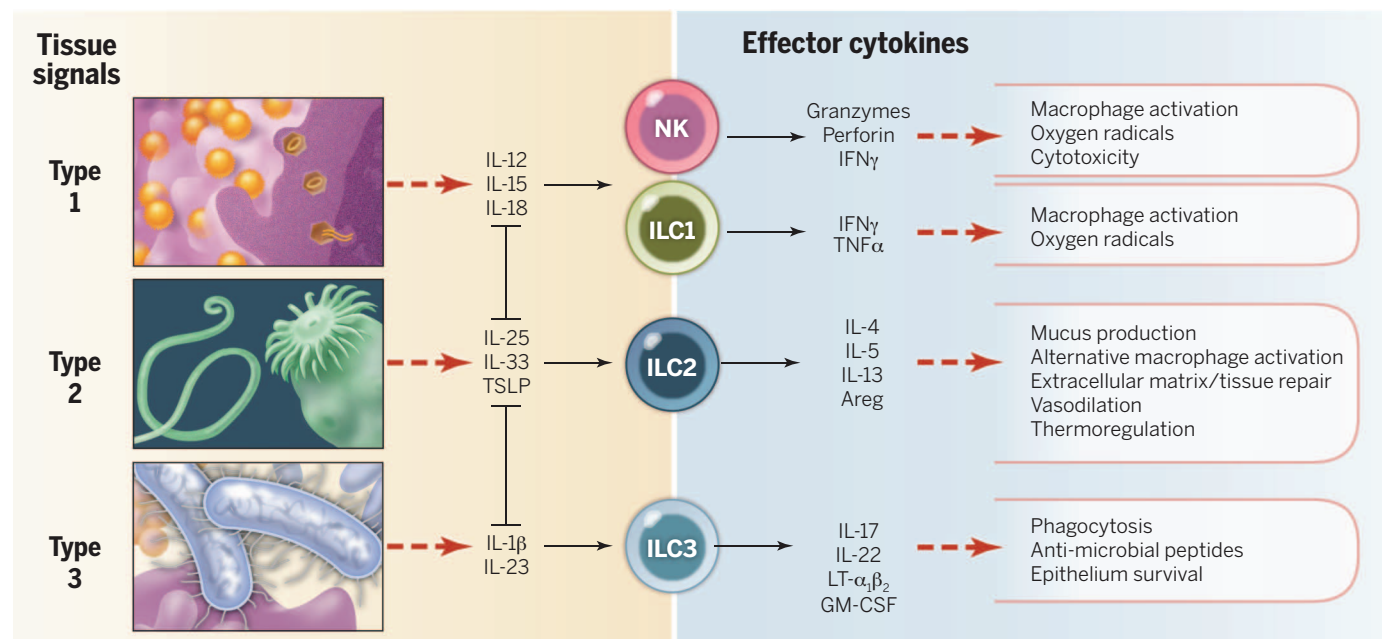 Tissue
signals
Effector cytokines
Type
1
IL-12
IL-15
IL-18
NK
Granzymes
Perforin
IFNγ
Macrophage activation
Oxygen radicals
Cytotoxicity
ILC1
IFNγ
TNFα
Macrophage activation
Oxygen radicals
Type
2
IL-25
IL-33
TSLP
ILC2
IL-4
IL-5
IL-13
Areg
Mucus production
Alternative macrophage activation
Extracellular matrix/tissue repair
Vasodilation
Thermoregulation
Type
3
IL-1β
IL-23
ILC3
IL-17
IL-22
LT-α₁β₂
GM-CSF
Phagocytosis
Anti-microbial peptides
Epithelium survival